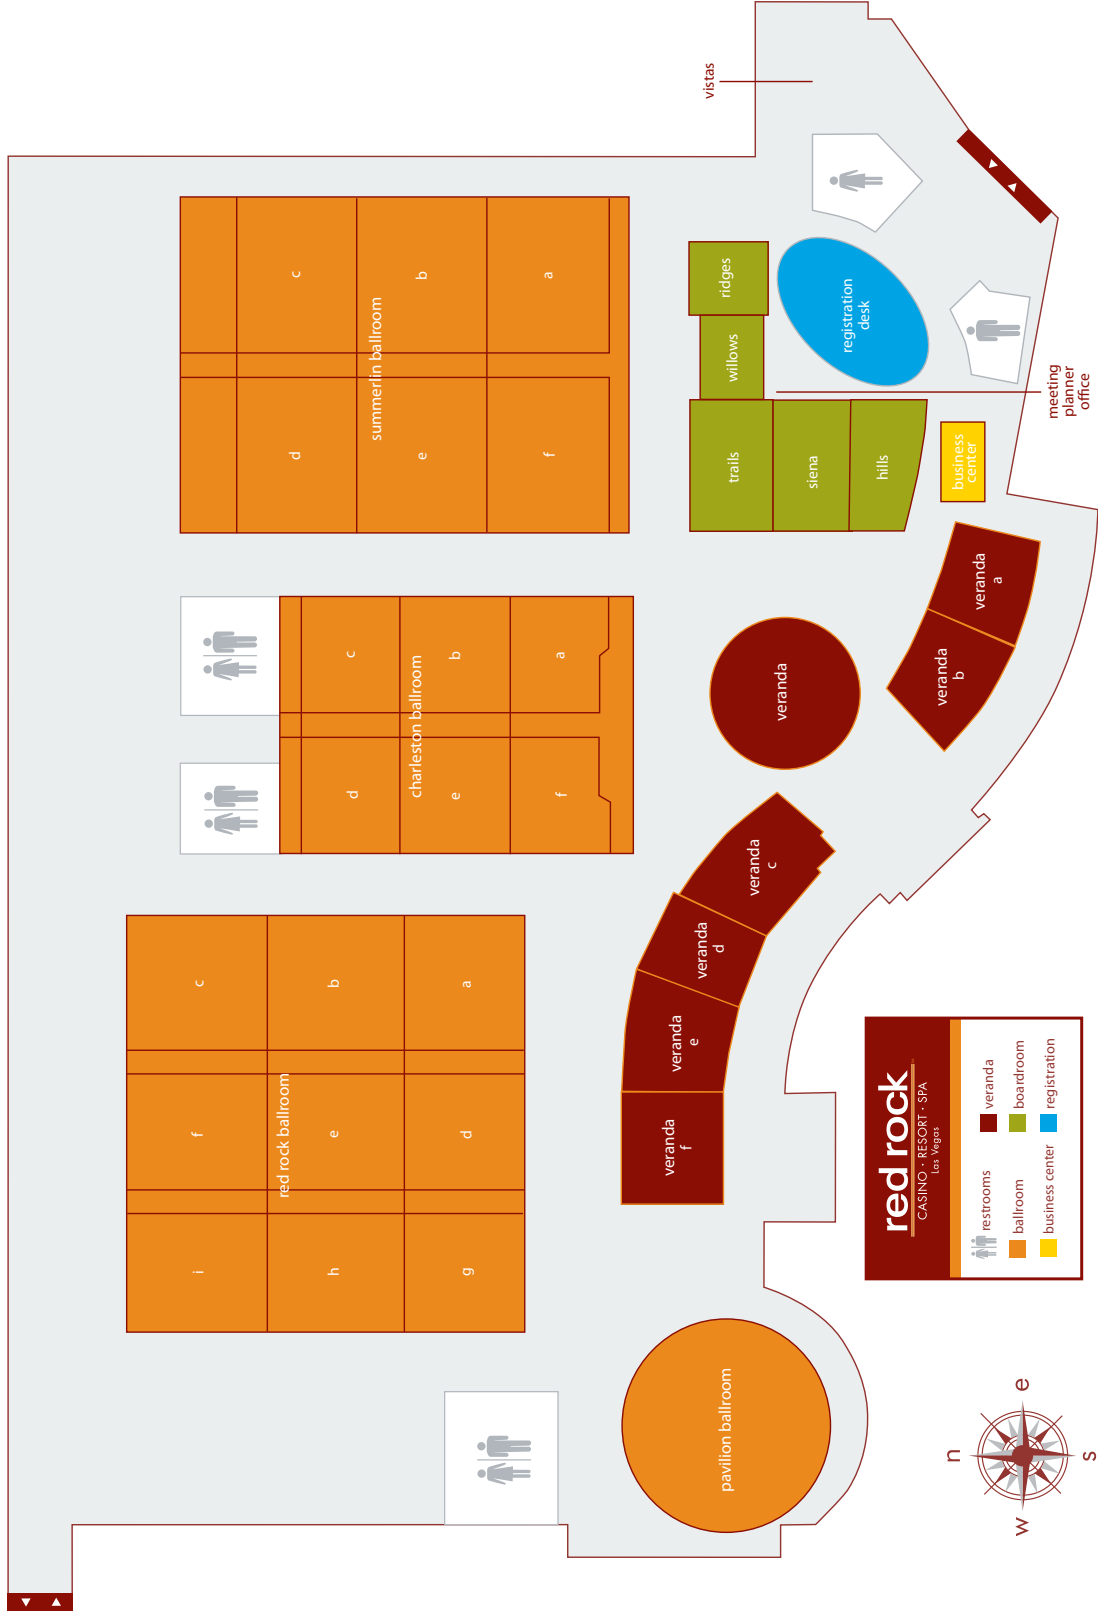 red rock ballroom
i
f
c
h
e
b
g
d
a
charleston ballroom
d
c
e
b
f
a
summerlin ballroom
d
c
e
b
f
a
pavilion ballroom
veranda
f
veranda
e
veranda
d
veranda
c
veranda
veranda
b
veranda
a
trails
siena
hills
willows
ridges
registration
desk
business
center
vistas
meeting
planner
office
red rock
CASINO · RESORT · SPA
Las Vegas
restrooms
veranda
ballroom
boardroom
business center
registration
n
w
e
s